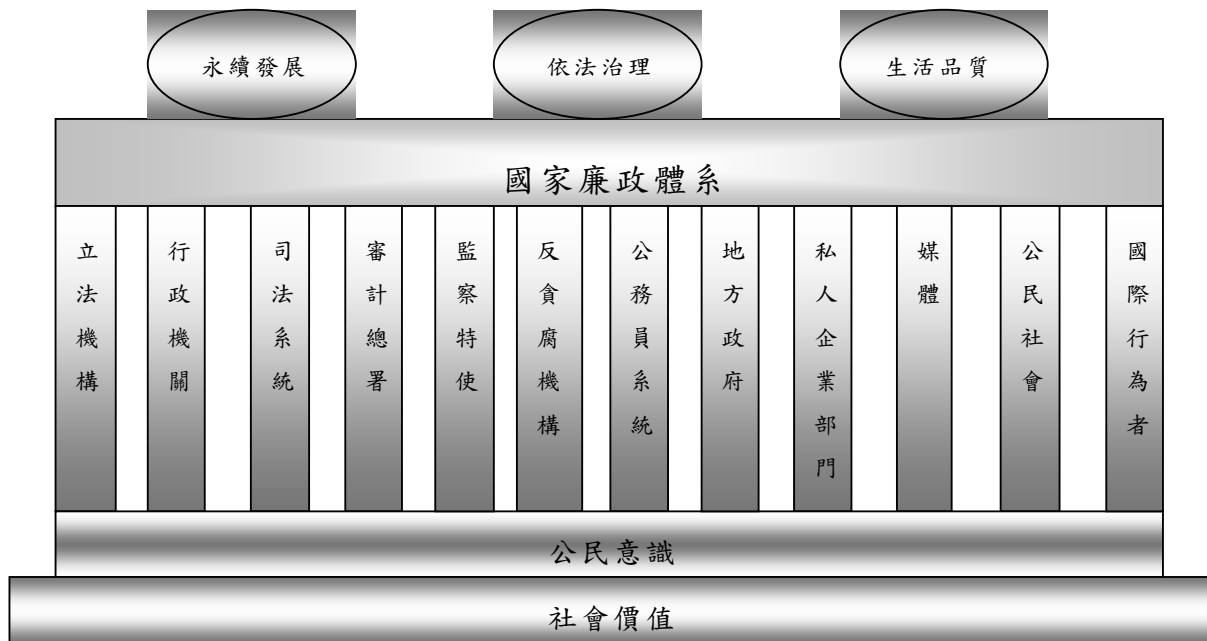 永續發展
依法治理
生活品質
國家廉政體系
立法機構
行政機關
司法系統
審計總署
監察特使
反貪腐機構
公務員系統
地方政府
私人企業部門
媒體
公民社會
國際行為者
公民意識
社會價值